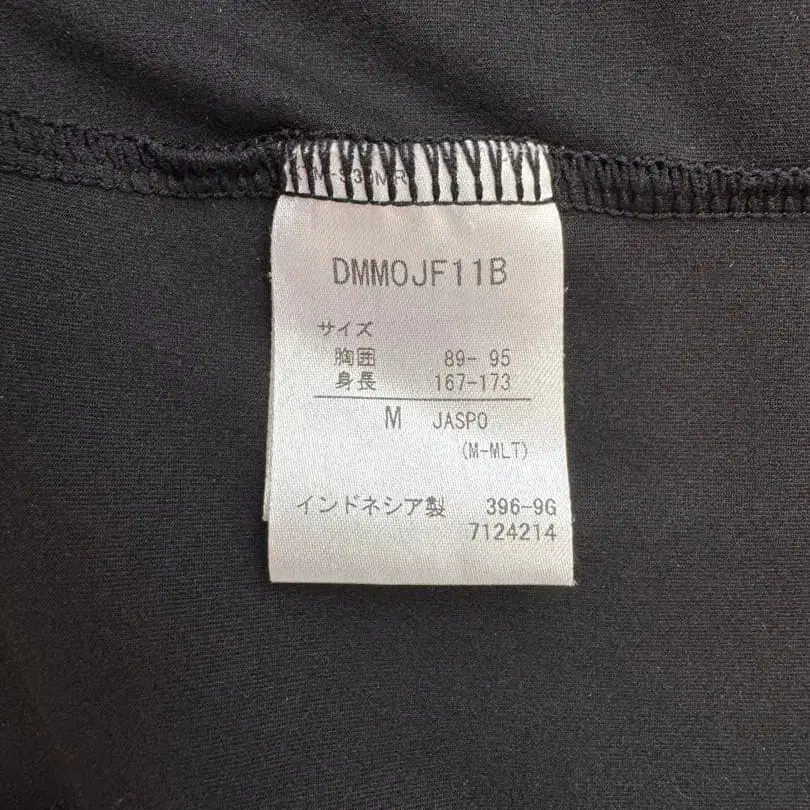 DMMOJF11B
サイズ
胸囲 89- 95
身長 167-173
M JASPO
(M-MLT)
インドネシア製 396-9G
7124214